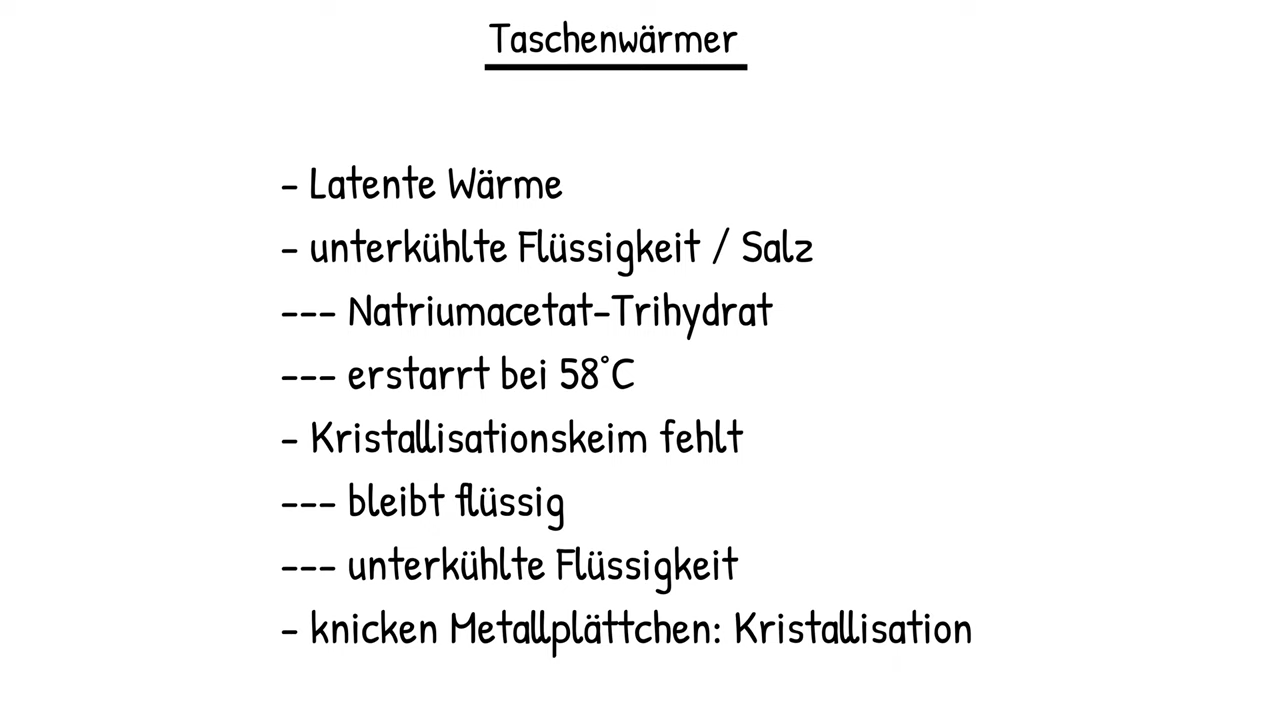 Taschenwärmer
- Latente Wärme
- unterkühlte Flüssigkeit / Salz
--- Natriumacetat-Trihydrat
--- erstarrt bei 58°C
- Kristallisationskeim fehlt
--- bleibt flüssig
--- unterkühlte Flüssigkeit
- knicken Metallplättchen: Kristallisation